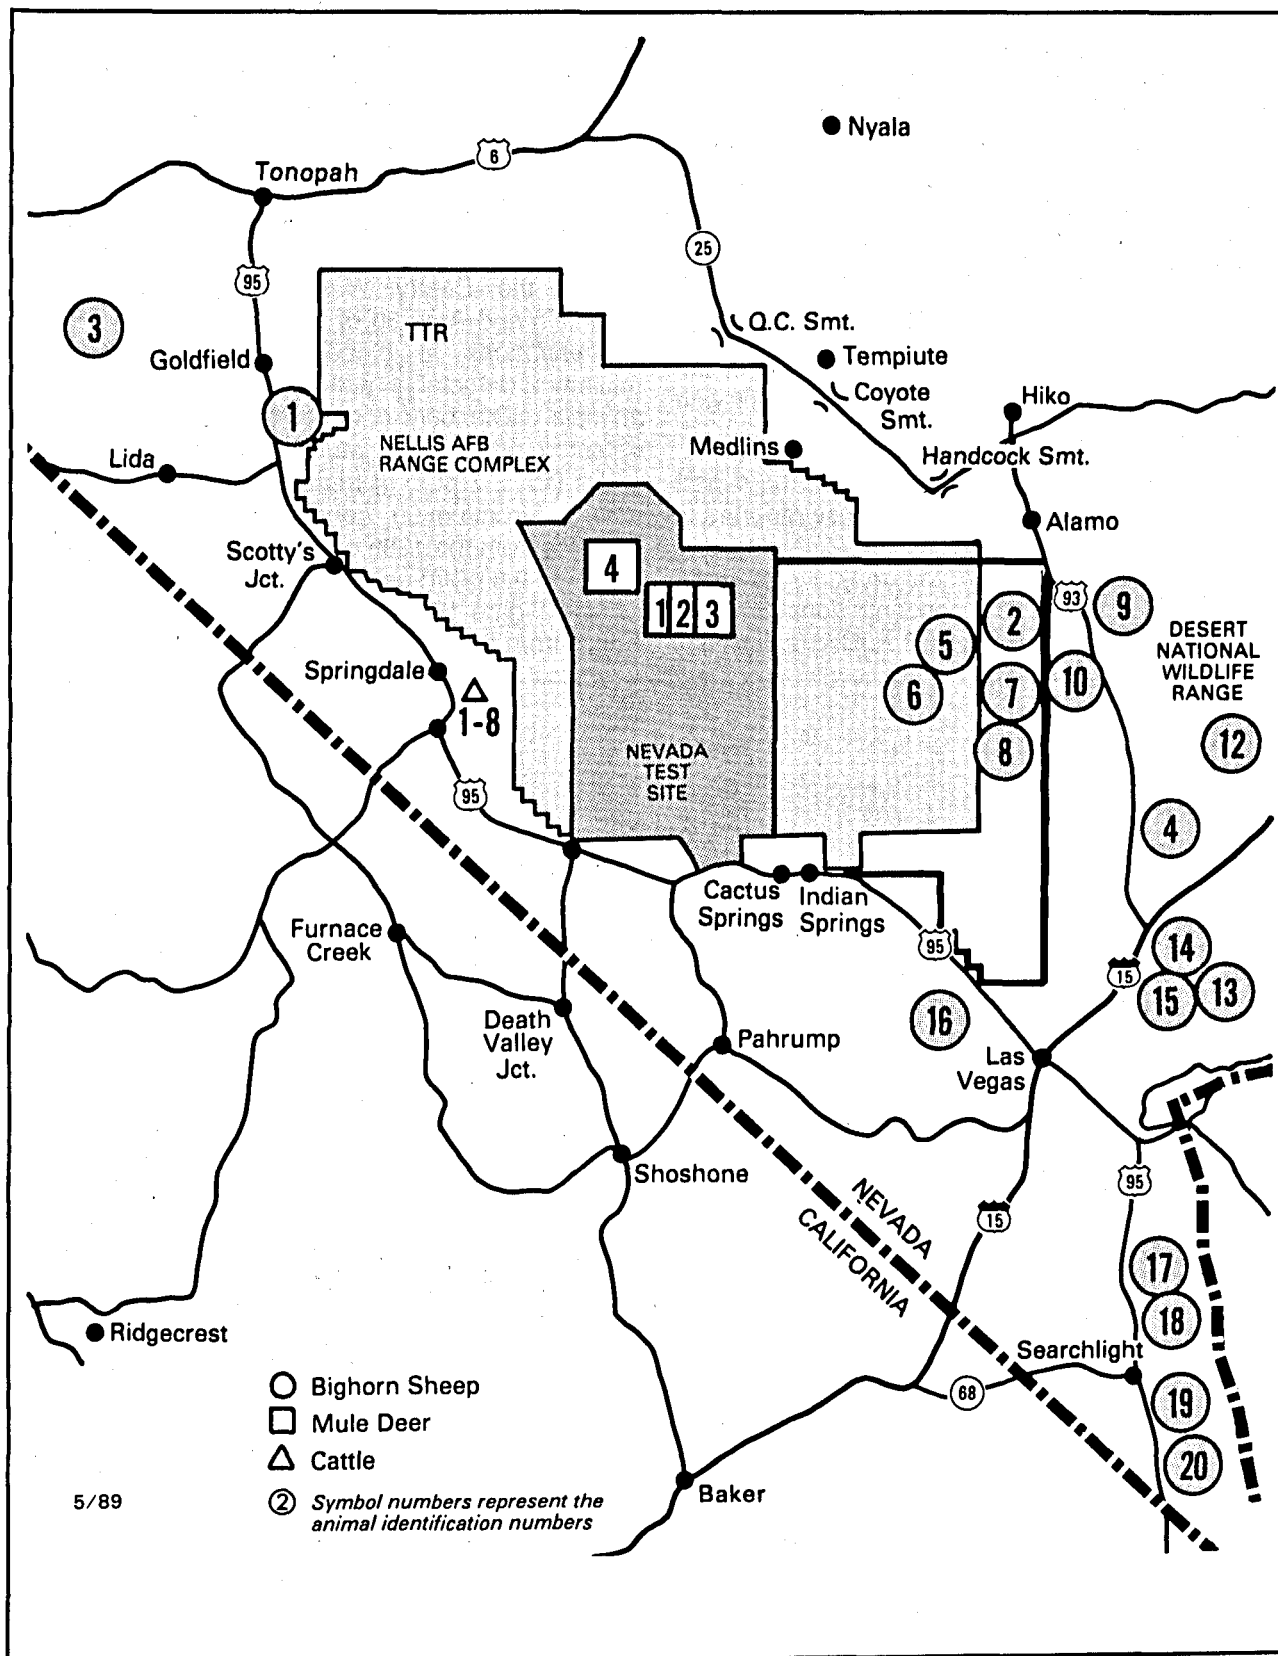 Nyala
Tonopah
6
25
95
3
TTR
Q.C. Smt.
Goldfield
Tempiute
Coyote
Smt.
Hiko
1
NELLIS AFB
RANGE COMPLEX
Medlins
Handcock Smt.
Lida
Alamo
Scotty's
Jct.
4
1 2 3
93
9
2
5
DESERT
NATIONAL
WILDLIFE
RANGE
Springdale
6
7
10
1-8
8
12
NEVADA
TEST
SITE
95
4
Cactus
Springs
Indian
Springs
Furnace
Creek
95
14
15
15
13
16
Death
Valley
Jct.
Pahrump
Las
Vegas
Shoshone
95
NEVADA
CALIFORNIA
15
17
18
Ridgecrest
Searchlight
68
19
20
Bighorn Sheep
Mule Deer
Cattle
2 Symbol numbers represent the
animal identification numbers
5/89
Baker